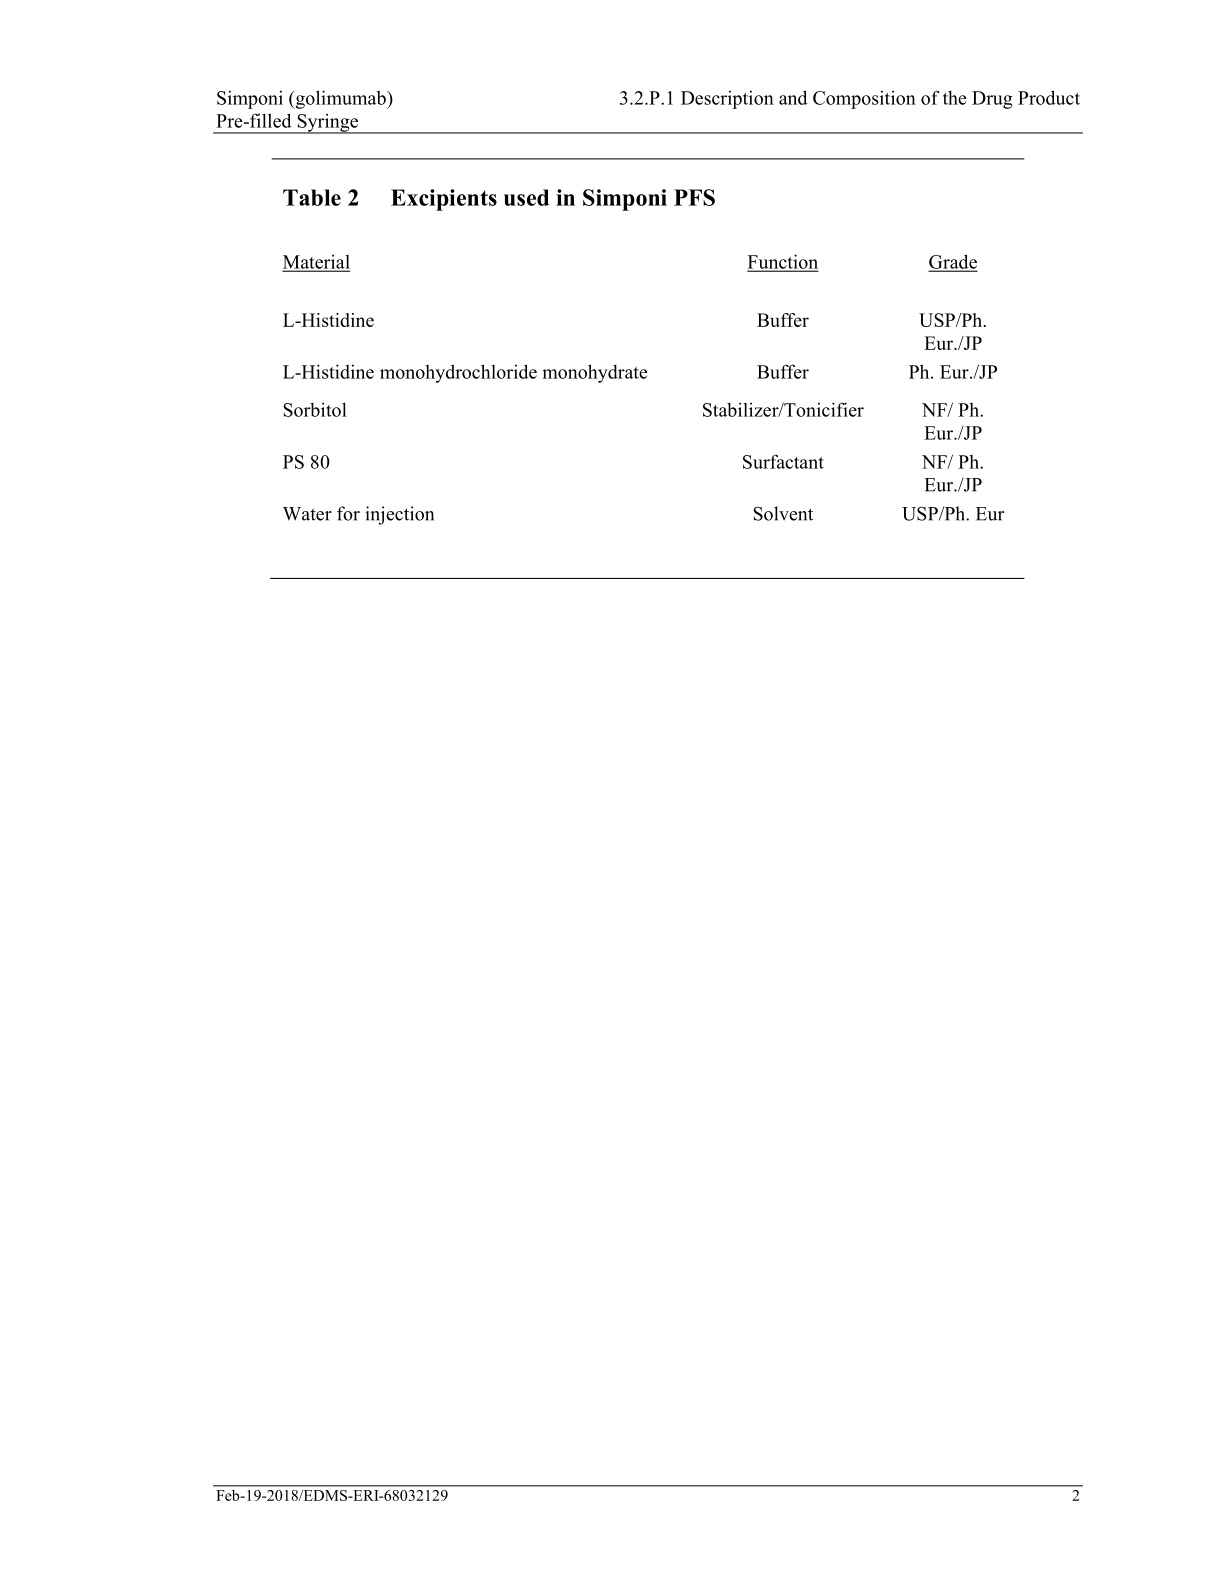 Simponi (golimumab) 3.2.P.1 Description and Composition of the Drug Product
Pre-filled Syringe
Table 2 Excipients used in Simponi PFS
Material Function Grade
L-Histidine Buffer USP/Ph.
Eur./JP
L-Histidine monohydrochloride monohydrate Buffer Ph. Eur./JP
Sorbitol Stabilizer/Tonicifier NF/ Ph.
Eur./JP
PS 80 Surfactant NF/ Ph.
Eur./JP
Water for injection Solvent USP/Ph. Eur
Feb-19-2018/EDMS-ERI-68032129 2